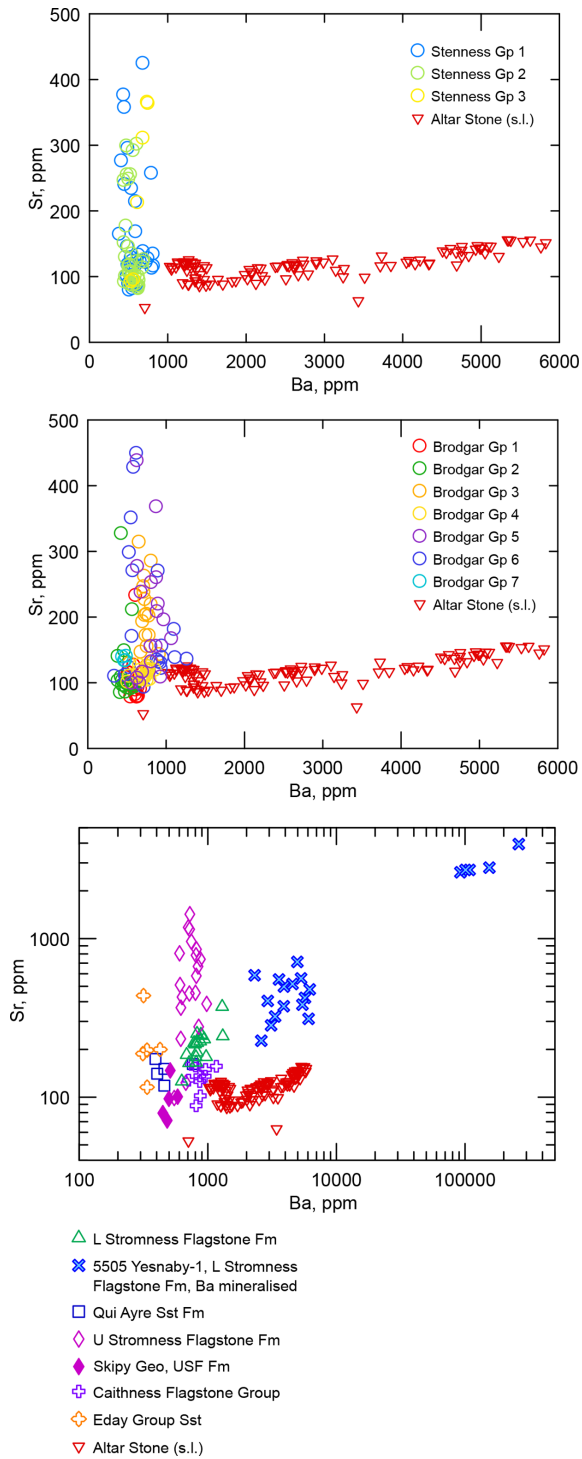 500
400
300
200
100
0
Sr, ppm
Stenness Gp 1
Stenness Gp 2
Stenness Gp 3
Altar Stone (s.l.)
0 1000 2000 3000 4000 5000 6000
Ba, ppm
500
400
300
200
100
0
Sr, ppm
Brodgar Gp 1
Brodgar Gp 2
Brodgar Gp 3
Brodgar Gp 4
Brodgar Gp 5
Brodgar Gp 6
Brodgar Gp 7
Altar Stone (s.l.)
0 1000 2000 3000 4000 5000 6000
Ba, ppm
1000
100
Sr, ppm
100 1000 10000 100000
Ba, ppm
L Stromness Flagstone Fm
5505 Yesnaby-1, L Stromness
Flagstone Fm, Ba mineralised
Qui Ayre Sst Fm
U Stromness Flagstone Fm
Skipy Geo, USF Fm
Caithness Flagstone Group
Eday Group Sst
Altar Stone (s.l.)